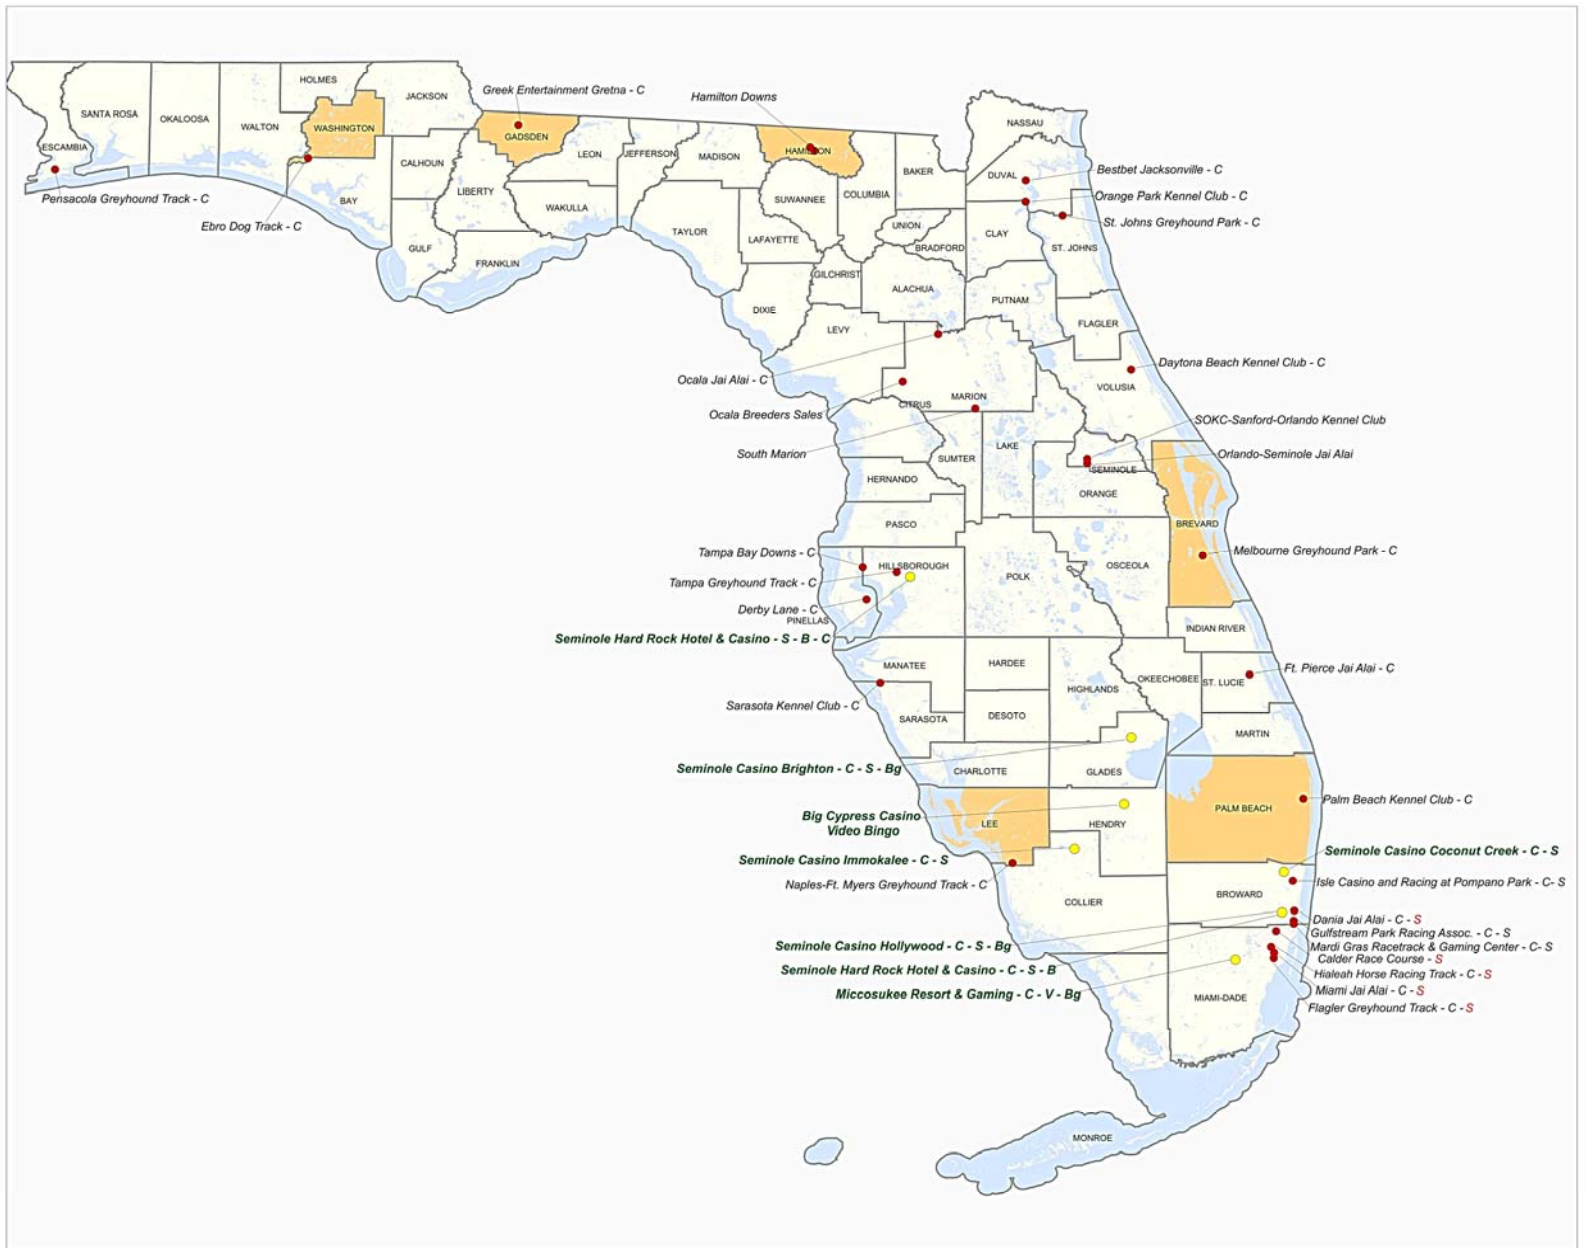 HOLMES
JACKSON
SANTA ROSA
OKALOOSA
WALTON
WASHINGTON
ESCAMBIA
CALHOUN
BAY
GULF
LIBERTY
FRANKLIN
GADSDEN
LEON
WAKULLA
JEFFERSON
MADISON
TAYLOR
HAMILTON
SUWANNEE
LAFAYETTE
COLUMBIA
BAKER
NASSAU
DUVAL
UNION
BRADFORD
CLAY
ST. JOHNS
DIXIE
GILCHRIST
ALACHUA
PUTNAM
FLAGLER
LEVY
MARION
VOLUSIA
CITRUS
SUMTER
LAKE
SEMINOLE
ORANGE
HERNANDO
PASCO
BREVARD
HILLSBOROUGH
POLK
OSCEOLA
PINELLAS
INDIAN RIVER
MANATEE
HARDEE
HIGHLANDS
OKEECHOBEE
ST. LUCIE
SARASOTA
DESOTO
MARTIN
CHARLOTTE
GLADES
LEE
HENDRY
PALM BEACH
COLLIER
BROWARD
MIAMI-DADE
MONROE
Greek Entertainment Gretna - C
Hamilton Downs
Pensacola Greyhound Track - C
Ebro Dog Track - C
Bestbet Jacksonville - C
Orange Park Kennel Club - C
St. Johns Greyhound Park - C
Daytona Beach Kennel Club - C
Ocala Jai Alai - C
Ocala Breeders Sales
South Marion
SOKC-Sanford-Orlando Kennel Club
Orlando-Seminole Jai Alai
Melbourne Greyhound Park - C
Tampa Bay Downs - C
Tampa Greyhound Track - C
Derby Lane - C
Seminole Hard Rock Hotel & Casino - S - B - C
Ft. Pierce Jai Alai - C
Sarasota Kennel Club - C
Seminole Casino Brighton - C - S - Bg
Palm Beach Kennel Club - C
Big Cypress Casino
Video Bingo
Seminole Casino Immokalee - C - S
Naples-Ft. Myers Greyhound Track - C
Seminole Casino Coconut Creek - C - S
Isle Casino and Racing at Pompano Park - C- S
Dania Jai Alai - C - S
Gulfstream Park Racing Assoc. - C - S
Mardi Gras Racetrack & Gaming Center - C- S
Calder Race Course - S
Hialeah Horse Racing Track - C - S
Miami Jai Alai - C - S
Flagler Greyhound Track - C - S
Seminole Casino Hollywood - C - S - Bg
Seminole Hard Rock Hotel & Casino - C - S - B
Miccosukee Resort & Gaming - C - V - Bg